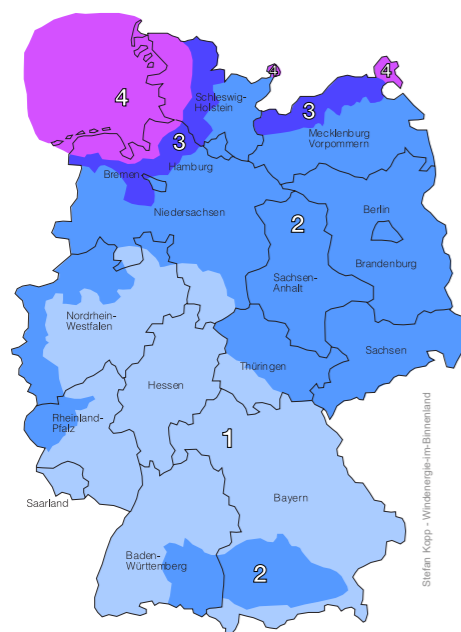 4
4
4
3
3
Schleswig-
Holstein
Mecklenburg
Vorpommern
Hamburg
Bremen
Niedersachsen
2
Berlin
Brandenburg
Sachsen-
Anhalt
Nordrhein-
Westfalen
Sachsen
Thüringen
Hessen
Rheinland-
Pfalz
1
Saarland
Bayern
Baden-
Württemberg
2
Stefan Kopp - Windenergie-im-Binnenland